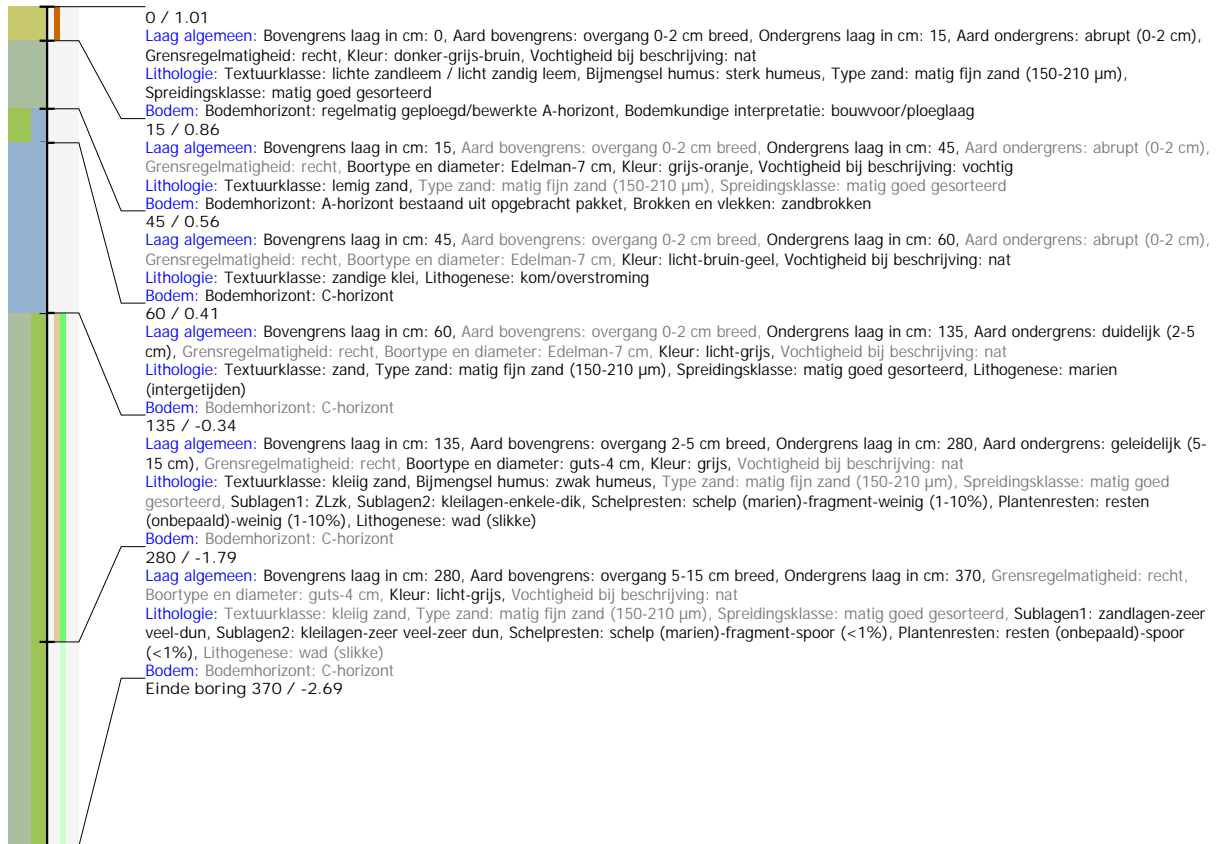 0 / 1.01
Laag algemeen: Bovengrens laag in cm: 0, Aard bovengrens: overgang 0-2 cm breed, Ondergrens laag in cm: 15, Aard ondergrens: abrupt (0-2 cm),
Grensregelmatigheid: recht, Kleur: donker-grijs-bruin, Vochtigheid bij beschrijving: nat
Lithologie: Textuurklasse: lichte zandleem / licht zandig leem, Bijmengsel humus: sterk humeus, Type zand: matig fijn zand (150-210 µm),
Spreidingsklasse: matig goed gesorteerd
Bodem: Bodemhorizont: regelmatig geploegd/bewerkte A-horizont, Bodemkundige interpretatie: bouwvoor/ploeglaag
15 / 0.86
Laag algemeen: Bovengrens laag in cm: 15, Aard bovengrens: overgang 0-2 cm breed, Ondergrens laag in cm: 45, Aard ondergrens: abrupt (0-2 cm),
Grensregelmatigheid: recht, Boortype en diameter: Edelman-7 cm, Kleur: grijs-oranje, Vochtigheid bij beschrijving: vochtig
Lithologie: Textuurklasse: lemig zand, Type zand: matig fijn zand (150-210 µm), Spreidingsklasse: matig goed gesorteerd
Bodem: Bodemhorizont: A-horizont bestaand uit opgebracht pakket, Brokken en vlekken: zandbrokken
45 / 0.56
Laag algemeen: Bovengrens laag in cm: 45, Aard bovengrens: overgang 0-2 cm breed, Ondergrens laag in cm: 60, Aard ondergrens: abrupt (0-2 cm),
Grensregelmatigheid: recht, Boortype en diameter: Edelman-7 cm, Kleur: licht-bruin-geel, Vochtigheid bij beschrijving: nat
Lithologie: Textuurklasse: zandige klei, Lithogenese: kom/overstroming
Bodem: Bodemhorizont: C-horizont
60 / 0.41
Laag algemeen: Bovengrens laag in cm: 60, Aard bovengrens: overgang 0-2 cm breed, Ondergrens laag in cm: 135, Aard ondergrens: duidelijk (2-5
cm), Grensregelmatigheid: recht, Boortype en diameter: Edelman-7 cm, Kleur: licht-grijs, Vochtigheid bij beschrijving: nat
Lithologie: Textuurklasse: zand, Type zand: matig fijn zand (150-210 µm), Spreidingsklasse: matig goed gesorteerd, Lithogenese: marien
(intergetijden)
Bodem: Bodemhorizont: C-horizont
135 / -0.34
Laag algemeen: Bovengrens laag in cm: 135, Aard bovengrens: overgang 2-5 cm breed, Ondergrens laag in cm: 280, Aard ondergrens: geleidelijk (5-
15 cm), Grensregelmatigheid: recht, Boortype en diameter: guts-4 cm, Kleur: grijs, Vochtigheid bij beschrijving: nat
Lithologie: Textuurklasse: kleiig zand, Bijmengsel humus: zwak humeus, Type zand: matig fijn zand (150-210 µm), Spreidingsklasse: matig goed
gesorteerd, Sublagen1: ZLzk, Sublagen2: kleilagen-enkele-dik, Schelpresten: schelp (marien)-fragment-weinig (1-10%), Plantenresten: resten
(onbepaald)-weinig (1-10%), Lithogenese: wad (slikke)
Bodem: Bodemhorizont: C-horizont
280 / -1.79
Laag algemeen: Bovengrens laag in cm: 280, Aard bovengrens: overgang 5-15 cm breed, Ondergrens laag in cm: 370, Grensregelmatigheid: recht,
Boortype en diameter: guts-4 cm, Kleur: licht-grijs, Vochtigheid bij beschrijving: nat
Lithologie: Textuurklasse: kleiig zand, Type zand: matig fijn zand (150-210 µm), Spreidingsklasse: matig goed gesorteerd, Sublagen1: zandlagen-zeer
veel-dun, Sublagen2: kleilagen-zeer veel-zeer dun, Schelpresten: schelp (marien)-fragment-spoor (<1%), Plantenresten: resten (onbepaald)-spoor
(<1%), Lithogenese: wad (slikke)
Bodem: Bodemhorizont: C-horizont
Einde boring 370 / -2.69